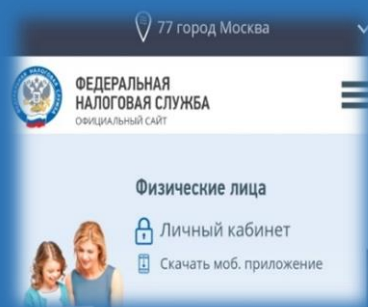 77 город Москва
ФЕДЕРАЛЬНАЯ
НАЛОГОВАЯ СЛУЖБА
ОФИЦИАЛЬНЫЙ САЙТ
Физические лица
Личный кабинет
Скачать моб. приложение